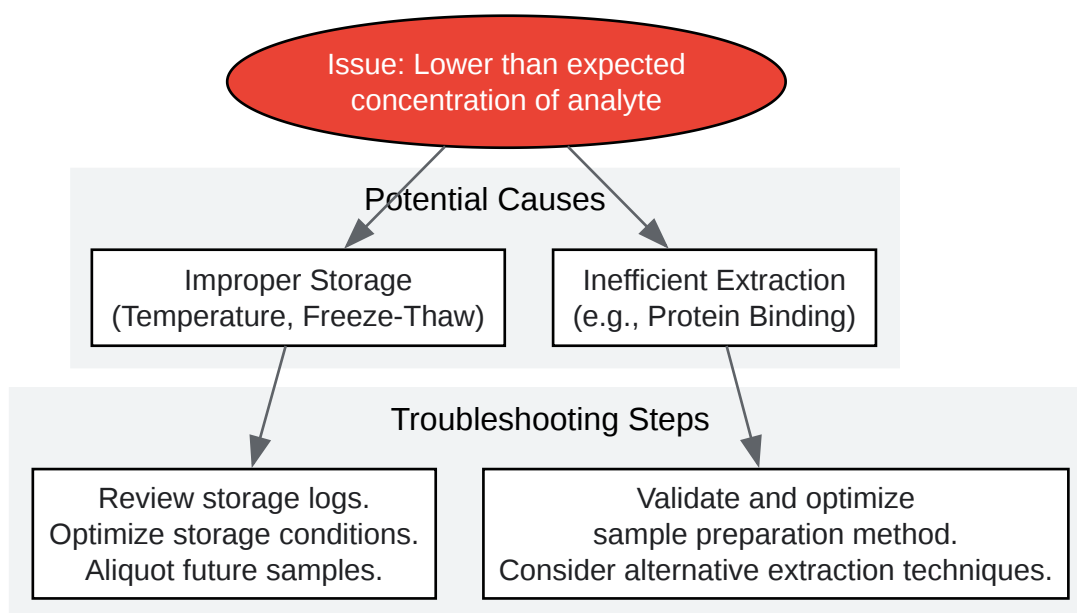 Issue: Lower than expected
concentration of analyte
Potential Causes
Improper Storage
(Temperature, Freeze-Thaw)
Inefficient Extraction
(e.g., Protein Binding)
Troubleshooting Steps
Review storage logs.
Optimize storage conditions.
Aliquot future samples.
Validate and optimize
sample preparation method.
Consider alternative extraction techniques.